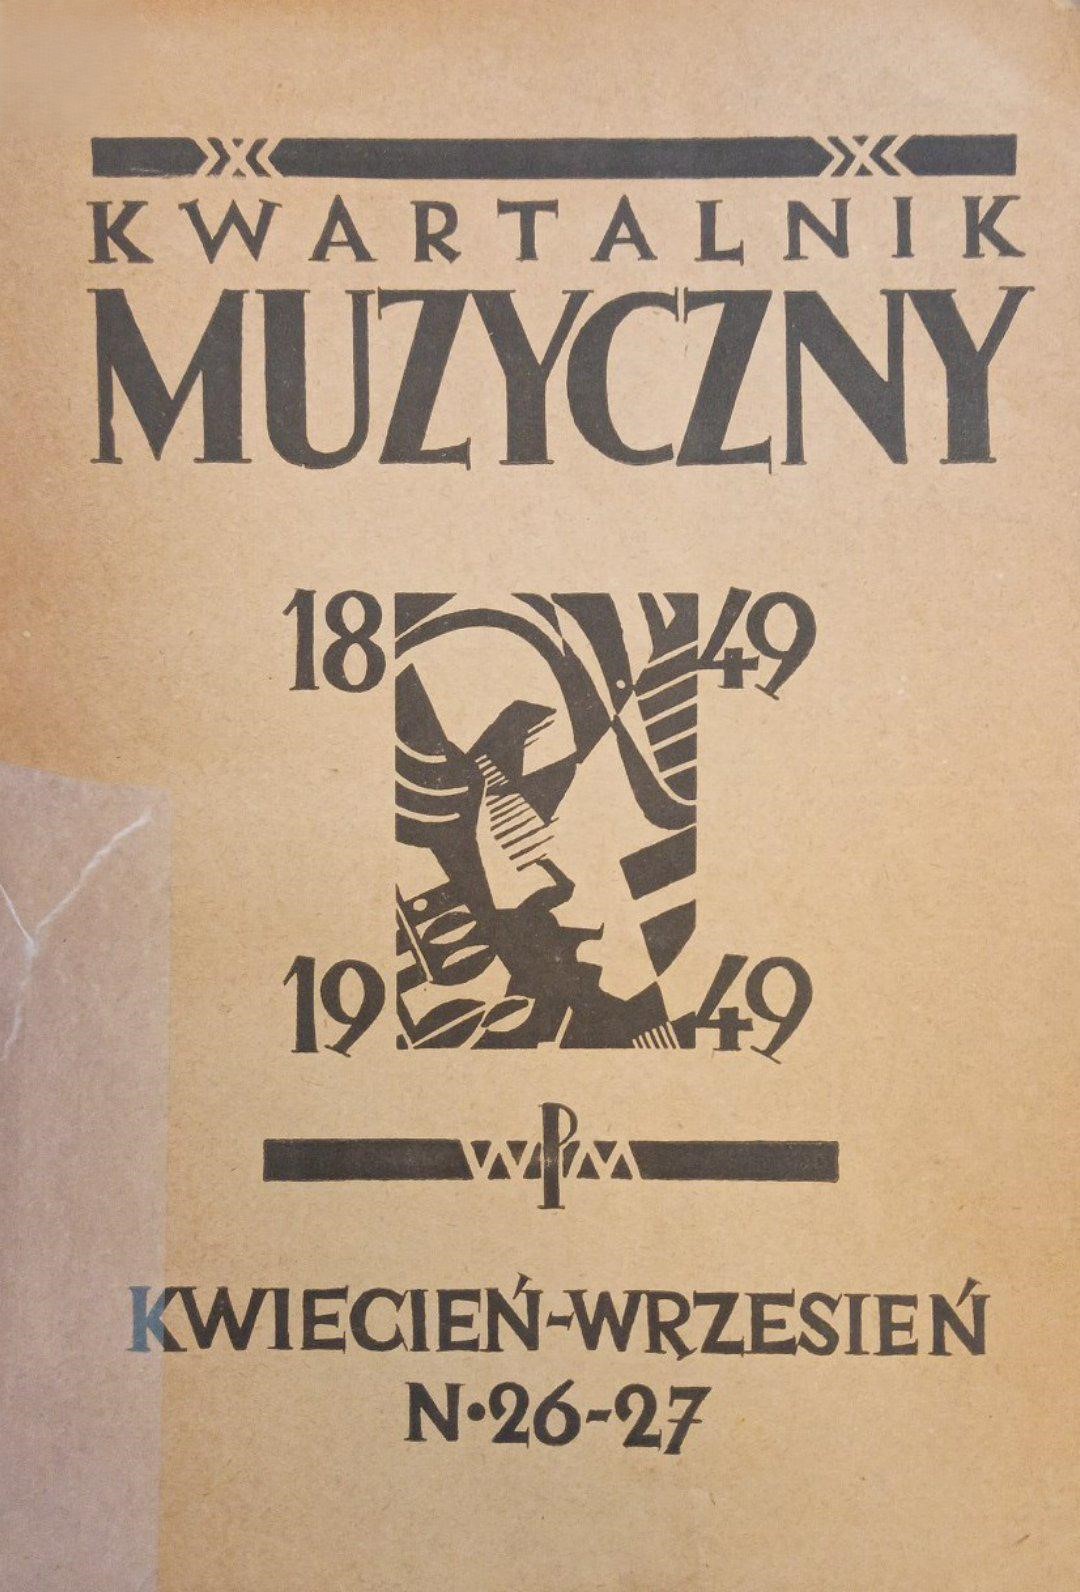 KWARTALNIK
MUZYCZNY
18 49
19 49
WPM
KWIECIEŃ-WRZESIEŃ
N•26-27